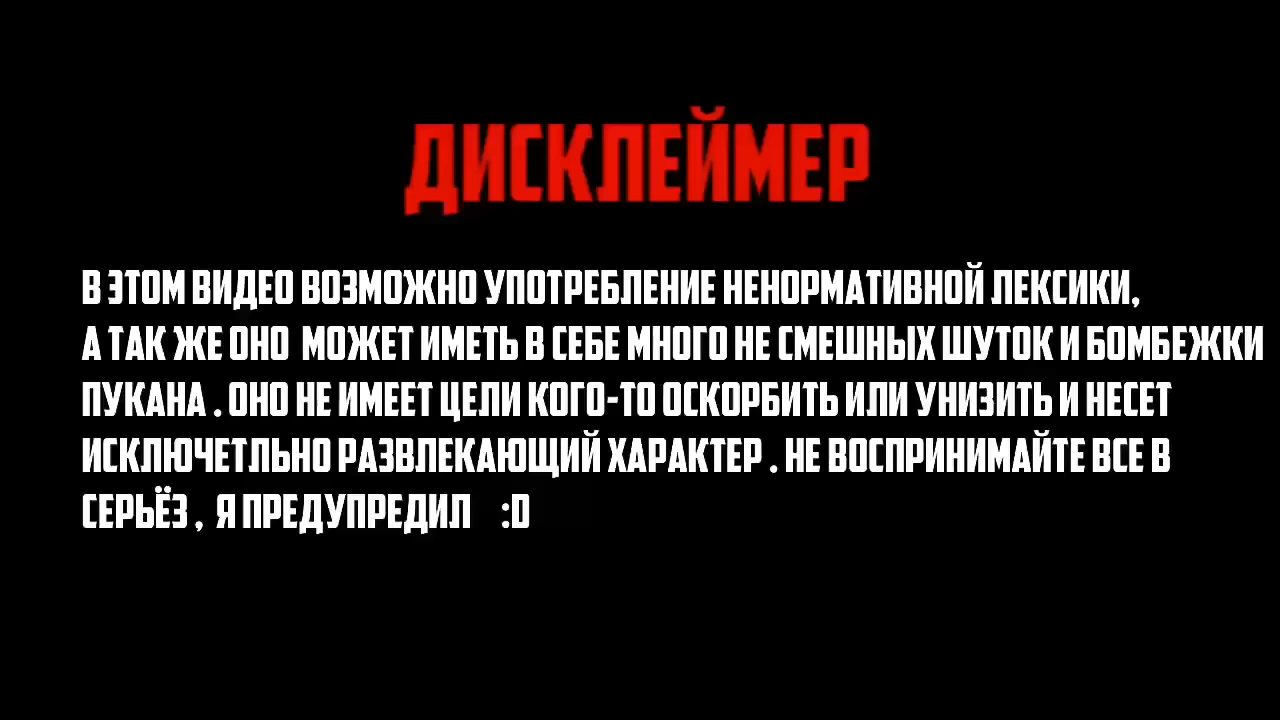 ДИСКЛЕЙМЕР
В ЭТОМ ВИДЕО ВОЗМОЖНО УПОТРЕБЛЕНИЕ НЕНОРМАТИВНОЙ ЛЕКСИКИ,
А ТАК ЖЕ ОНО МОЖЕТ ИМЕТЬ В СЕБЕ МНОГО НЕ СМЕШНЫХ ШУТОК И БОМБЕЖКИ
ПУКАНА . ОНО НЕ ИМЕЕТ ЦЕЛИ КОГО-ТО ОСКОРБИТЬ ИЛИ УНИЗИТЬ И НЕСЕТ
ИСКЛЮЧЕТЛЬНО РАЗВЛЕКАЮЩИЙ ХАРАКТЕР . НЕ ВОСПРИНИМАЙТЕ ВСЕ В
СЕРЬЁЗ , Я ПРЕДУПРЕДИЛ :D